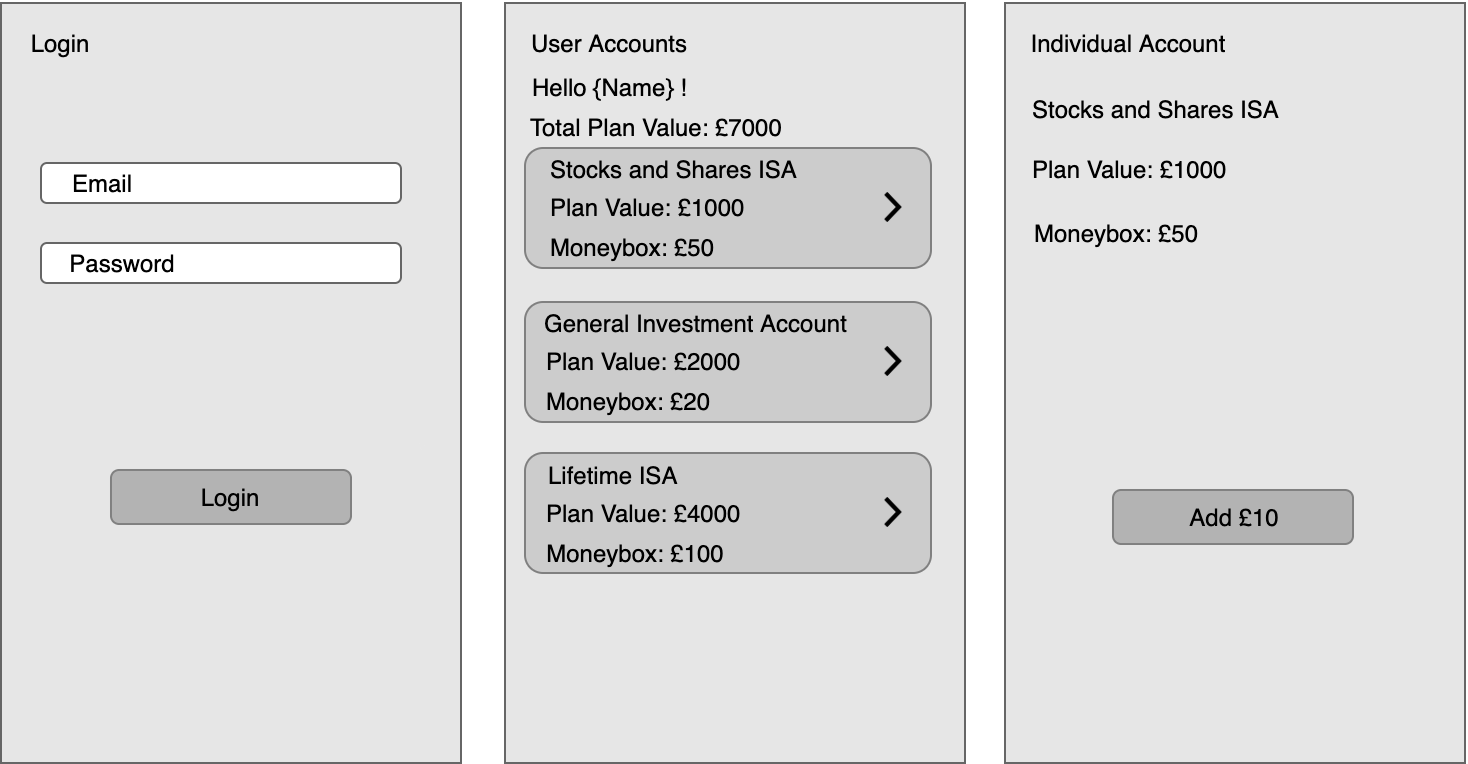 Login
Email
Password
Login
User Accounts
Hello {Name} !
Total Plan Value: £7000
Stocks and Shares ISA
Plan Value: £1000
Moneybox: £50
General Investment Account
Plan Value: £2000
Moneybox: £20
Lifetime ISA
Plan Value: £4000
Moneybox: £100
Individual Account
Stocks and Shares ISA
Plan Value: £1000
Moneybox: £50
Add £10